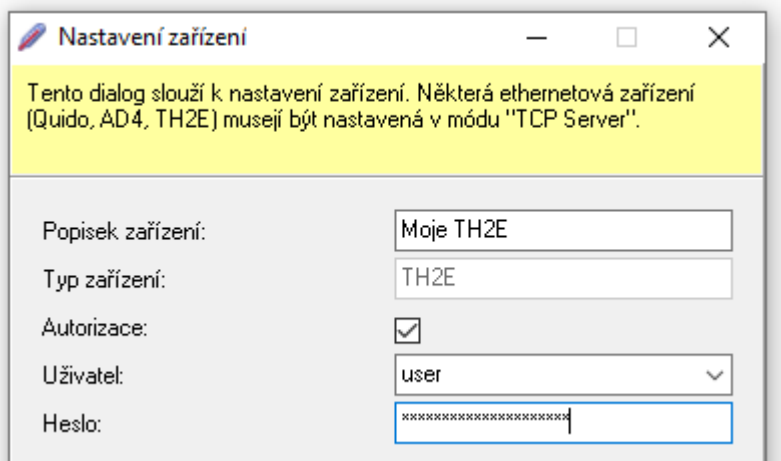 Nastavení zařízení
Tento dialog slouží k nastavení zařízení. Některá ethernetová zařízení
(Quido, AD4, TH2E) musejí být nastavená v módu "TCP Server".
Popisek zařízení:
Moje TH2E
Typ zařízení:
TH2E
Autorizace:
Uživatel:
user
Heslo:
*********************